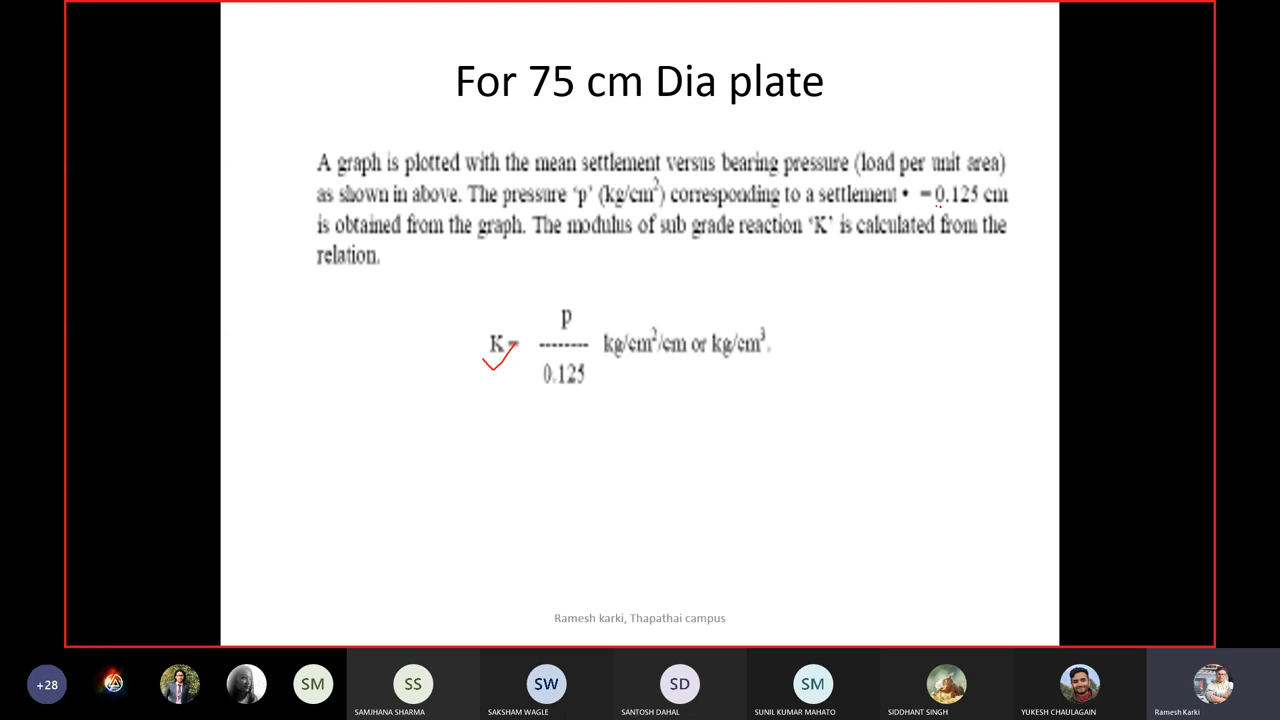 For 75 cm Dia plate
A graph is plotted with the mean settlement versus bearing pressure (load per unit area)
as shown in above. The pressure ‘p’ (kg/cm²) corresponding to a settlement • = 0.125 cm
is obtained from the graph. The modulus of sub grade reaction ‘K’ is calculated from the
relation.
p
K = -------- kg/cm²/cm or kg/cm³.
0.125
Ramesh karki, Thapathai campus
+28
SM
SS
SW
SD
SM
SAMJHANA SHARMA
SAKSHAM WAGLE
SANTOSH DAHAL
SUNIL KUMAR MAHATO
SIDDHANT SINGH
YUKESH CHAULAGAIN
Ramesh Karki